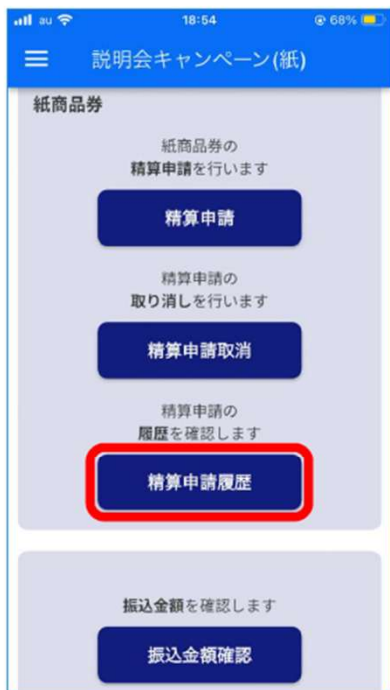 au 18:54 68%
説明会キャンペーン(紙)
紙商品券
紙商品券の
精算申請を行います
精算申請
精算申請の
取り消しを行います
精算申請取消
精算申請の
履歴を確認します
精算申請履歴
振込金額を確認します
振込金額確認